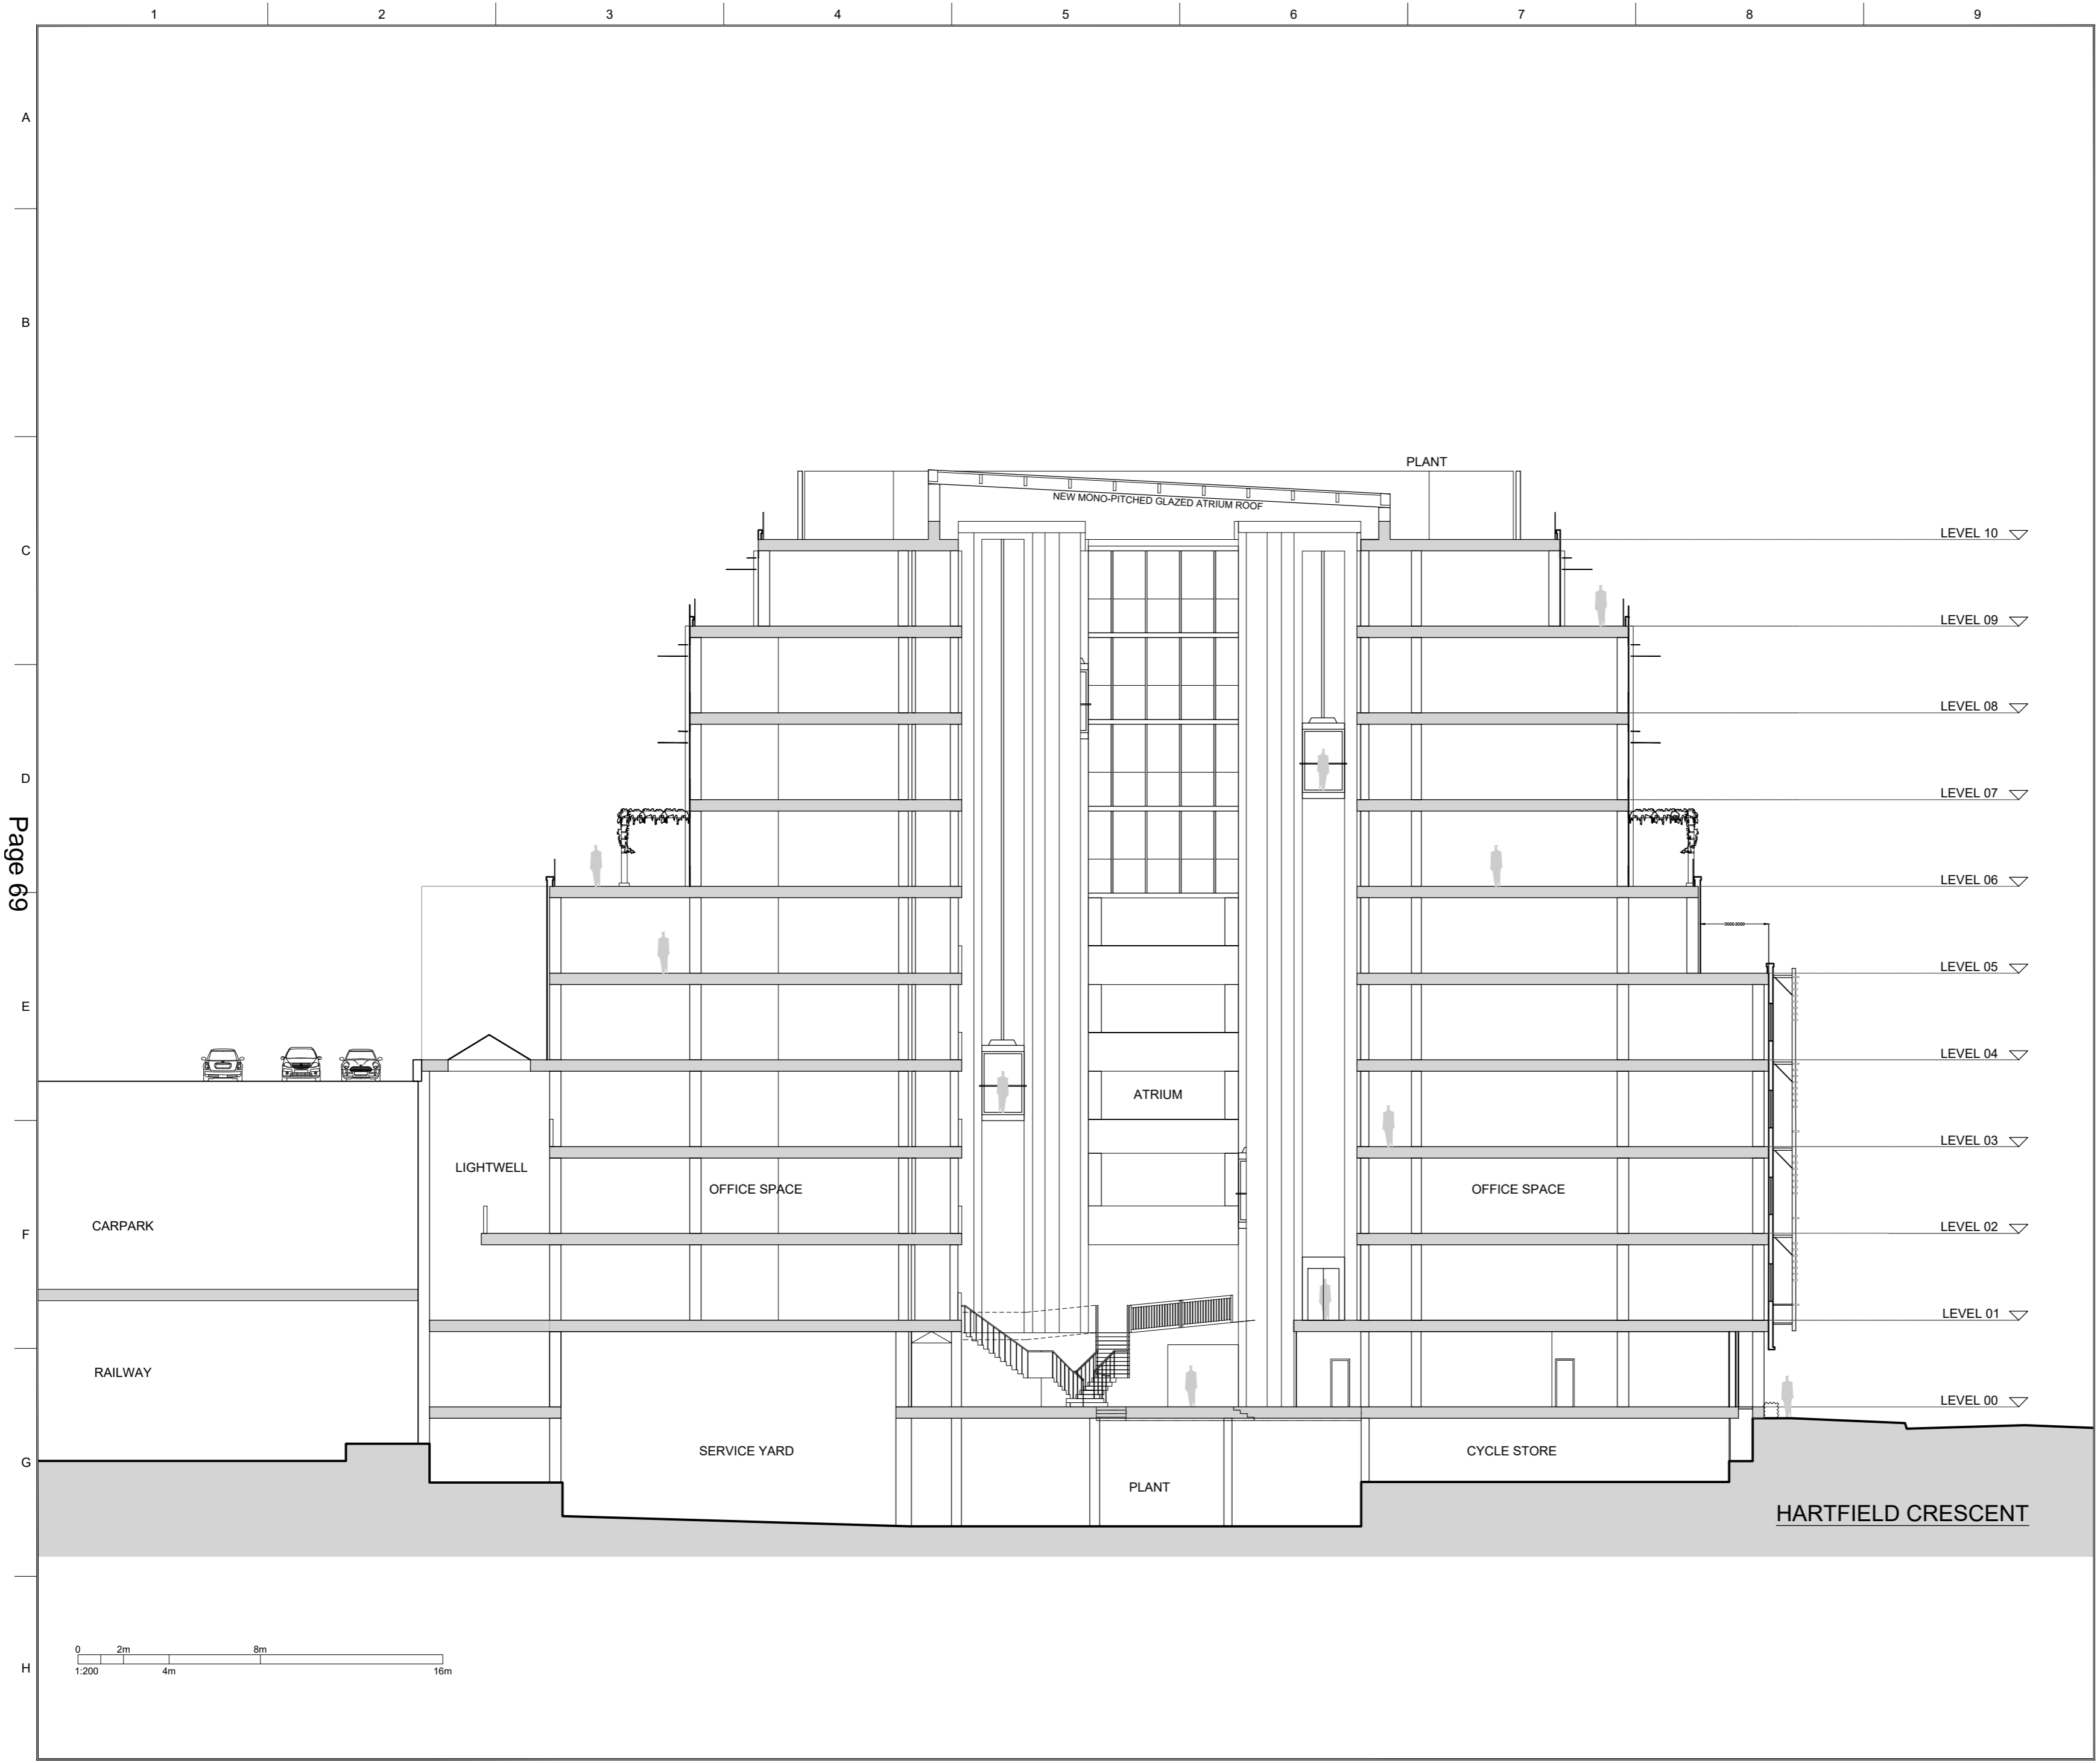 1 2 3 4 5 6 7 8 9
A
B
C
D
E
F
G
H
Page 69
PLANT
NEW MONO-PITCHED GLAZED ATRIUM ROOF
LEVEL 10
LEVEL 09
LEVEL 08
LEVEL 07
LEVEL 06
LEVEL 05
LEVEL 04
ATRIUM
LEVEL 03
LIGHTWELL
OFFICE SPACE
OFFICE SPACE
CARPARK
LEVEL 02
LEVEL 01
RAILWAY
LEVEL 00
SERVICE YARD
CYCLE STORE
PLANT
HARTFIELD CRESCENT
0 2m 8m
1:200 4m 16m